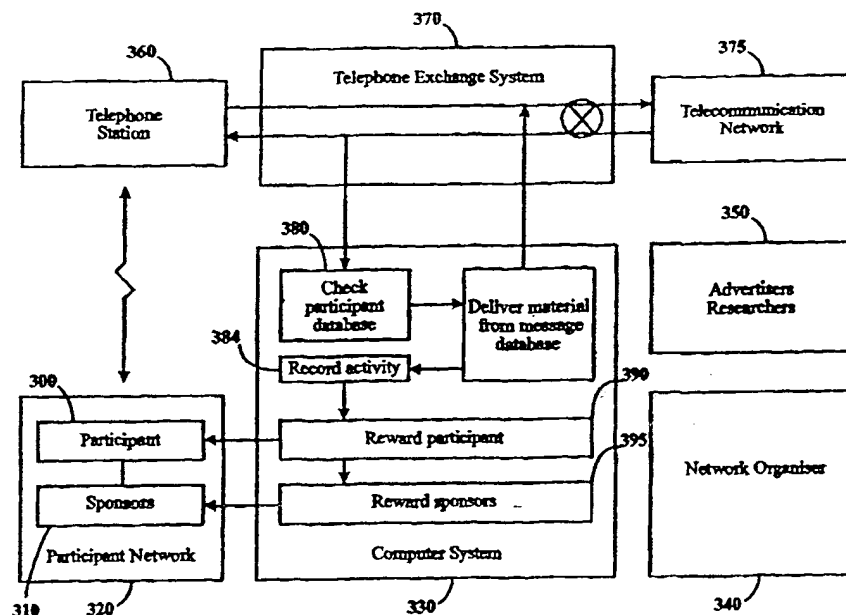 370
360
375
Telephone Exchange System
Telephone
Station
Telecommunication
Network
380
350
Check
participant
database
Deliver material
from message
database
Advertisers
Researchers
384
Record activity
300
390
Participant
Reward participant
395
Network Organiser
Sponsors
Reward sponsors
Participant Network
Computer System
310
320
330
340